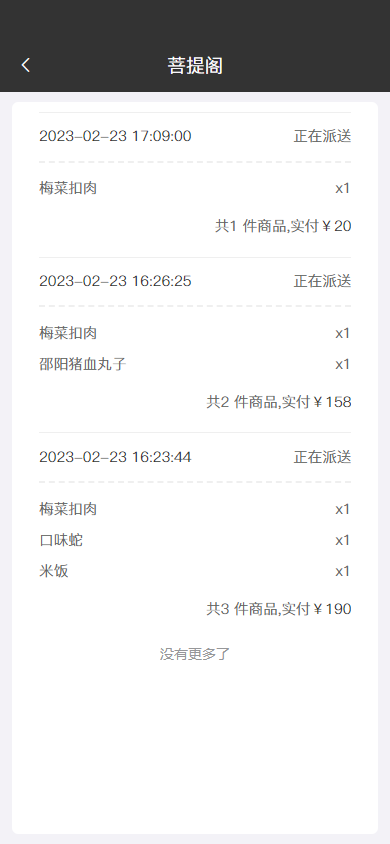 菩提阁
2023-02-23 17:09:00 正在派送
梅菜扣肉 x1
共1 件商品,实付￥20
2023-02-23 16:26:25 正在派送
梅菜扣肉 x1
邵阳猪血丸子 x1
共2 件商品,实付￥158
2023-02-23 16:23:44 正在派送
梅菜扣肉 x1
口味蛇 x1
米饭 x1
共3 件商品,实付￥190
没有更多了